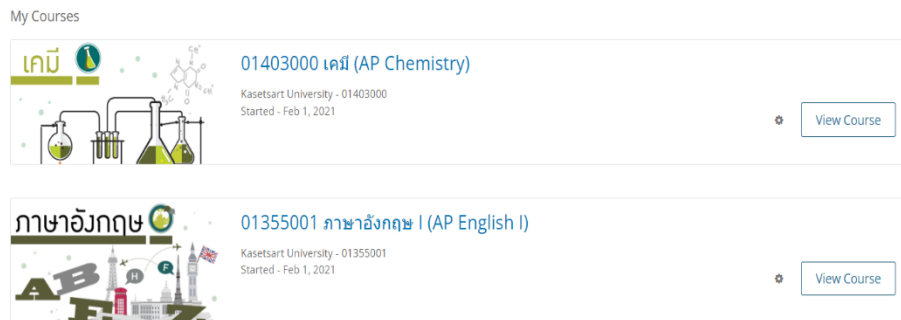 My Courses
เคมี
01403000 เคมี (AP Chemistry)
Kasetsart University - 01403000
Started - Feb 1, 2021
View Course
ภาษาอังกฤษ
01355001 ภาษาอังกฤษ I (AP English I)
Kasetsart University - 01355001
Started - Feb 1, 2021
View Course
A B H F
E Z